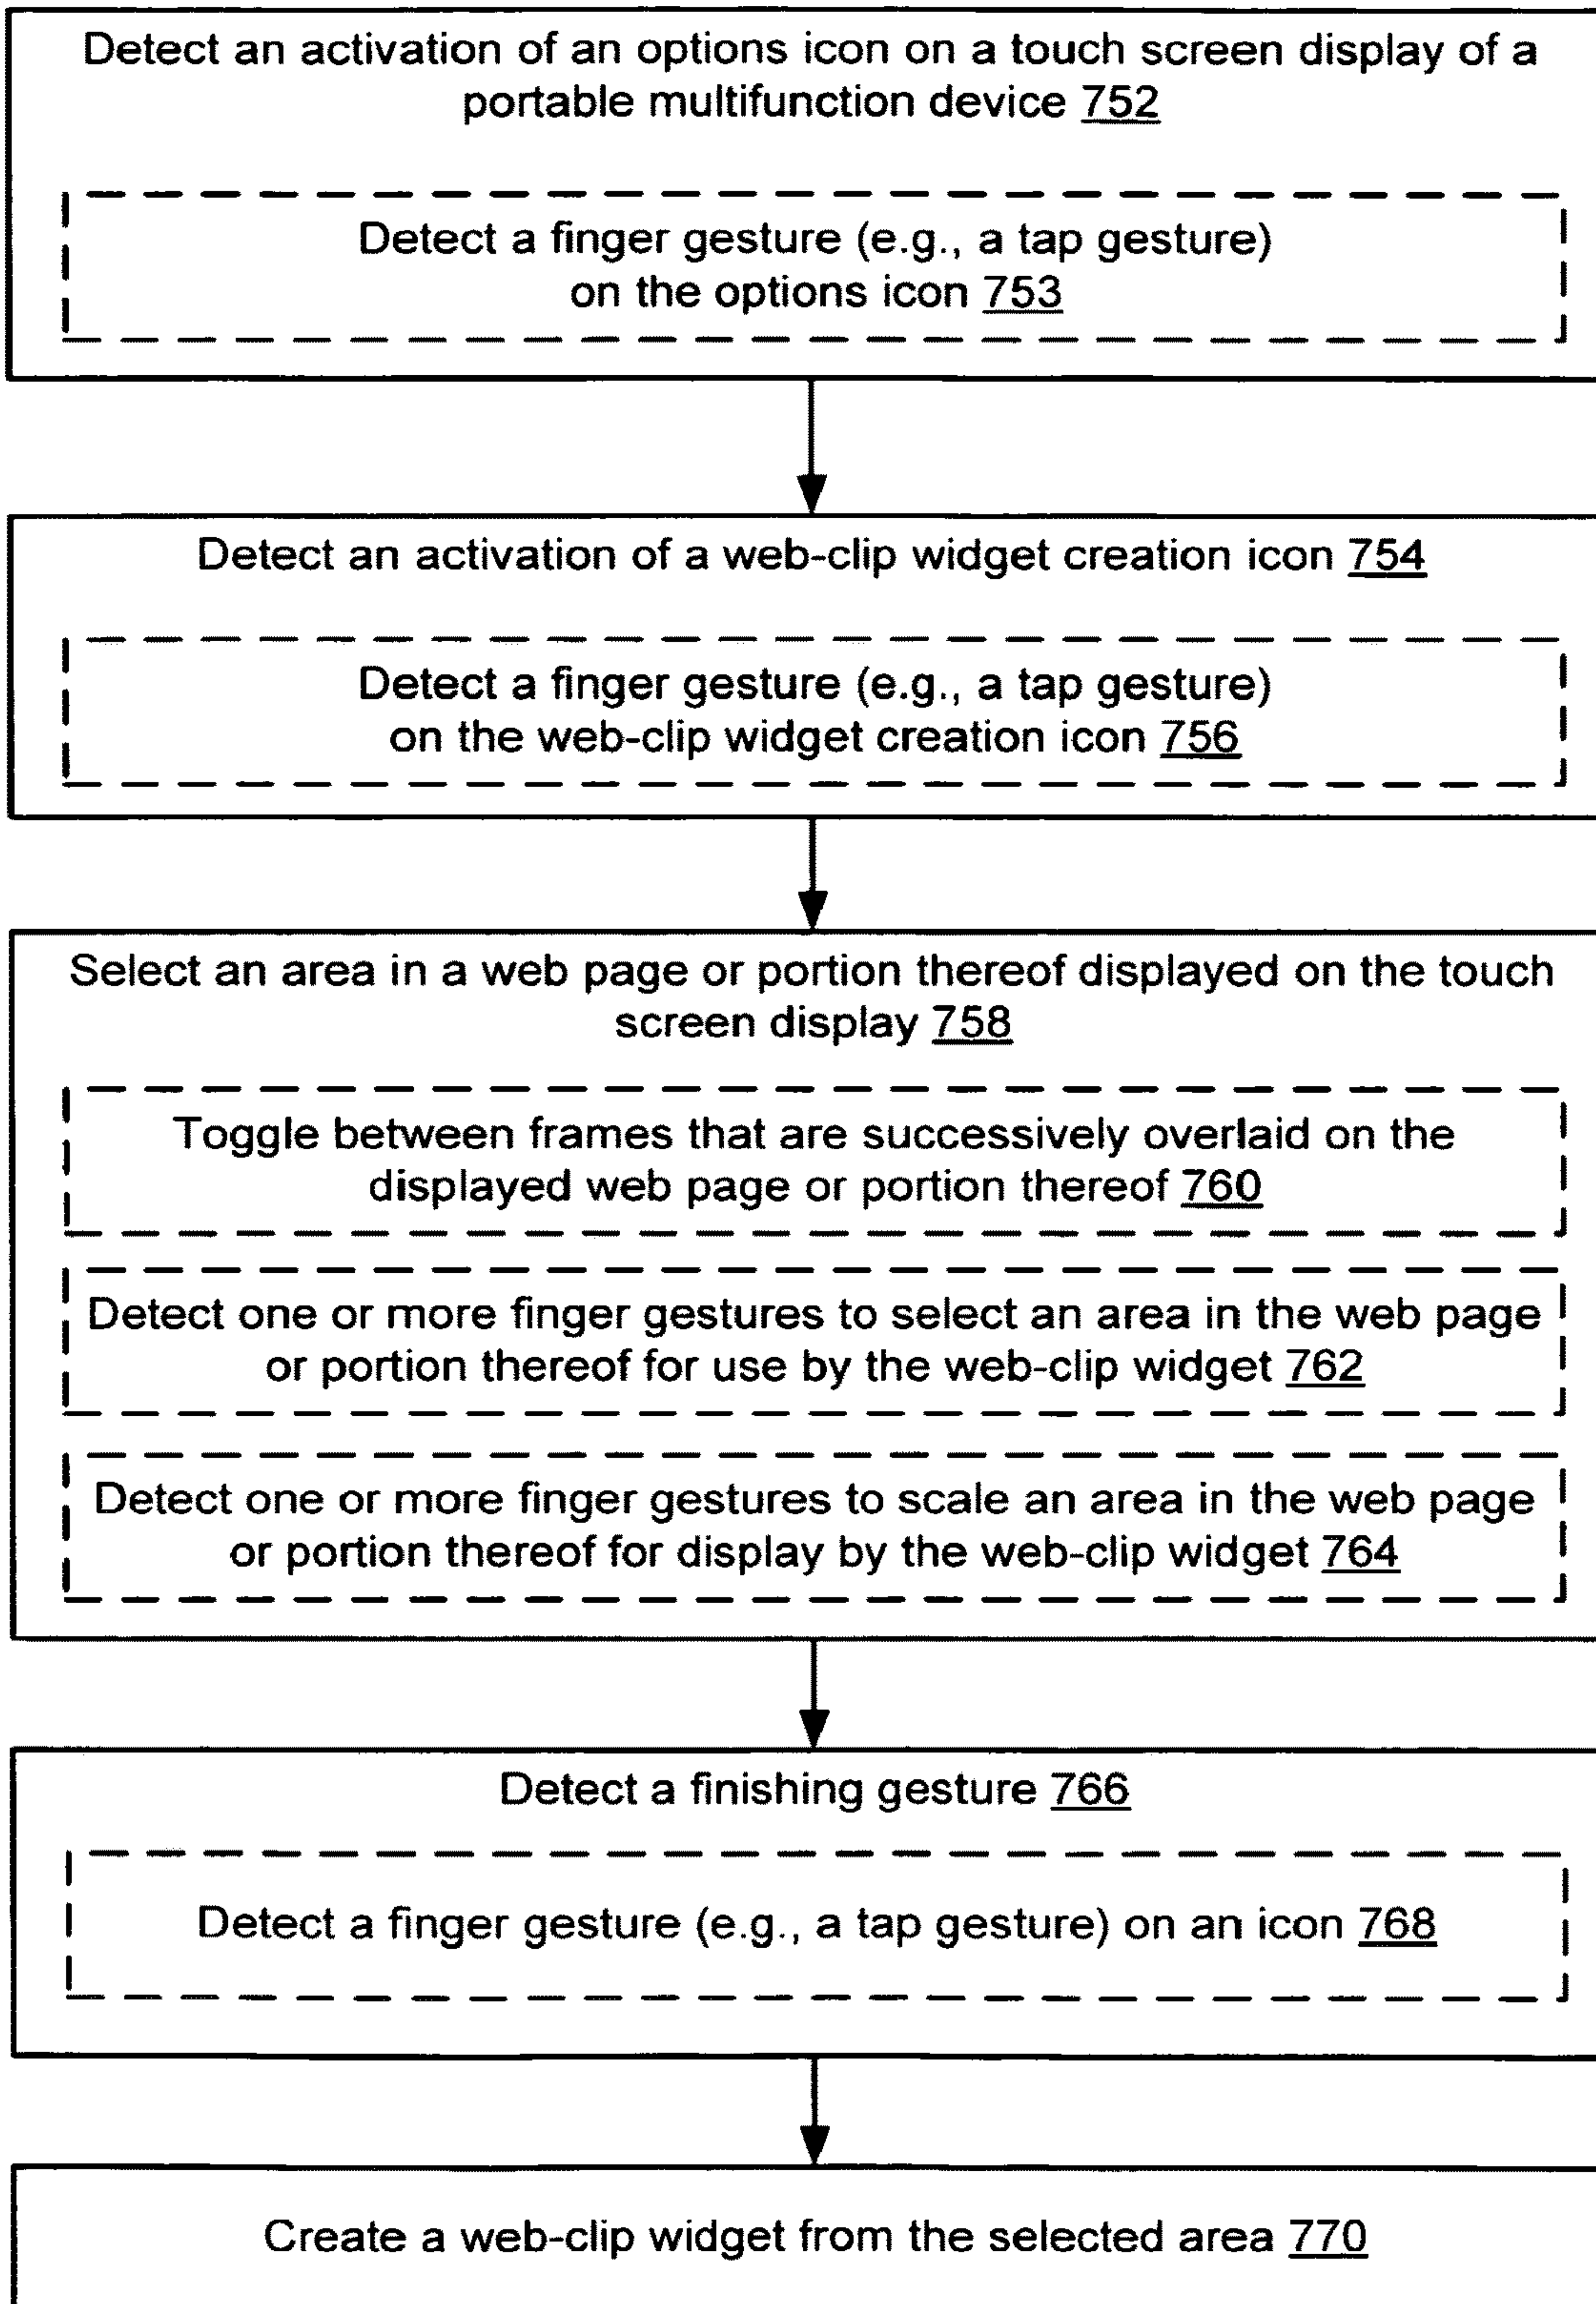 Detect an activation of an options icon on a touch screen display of a
portable multifunction device 752
Detect a finger gesture (e.g., a tap gesture)
on the options icon 753
Detect an activation of a web-clip widget creation icon 754
Detect a finger gesture (e.g., a tap gesture)
on the web-clip widget creation icon 756
Select an area in a web page or portion thereof displayed on the touch
screen display 758
Toggle between frames that are successively overlaid on the
displayed web page or portion thereof 760
Detect one or more finger gestures to select an area in the web page
or portion thereof for use by the web-clip widget 762
Detect one or more finger gestures to scale an area in the web page
or portion thereof for display by the web-clip widget 764
Detect a finishing gesture 766
Detect a finger gesture (e.g., a tap gesture) on an icon 768
Create a web-clip widget from the selected area 770